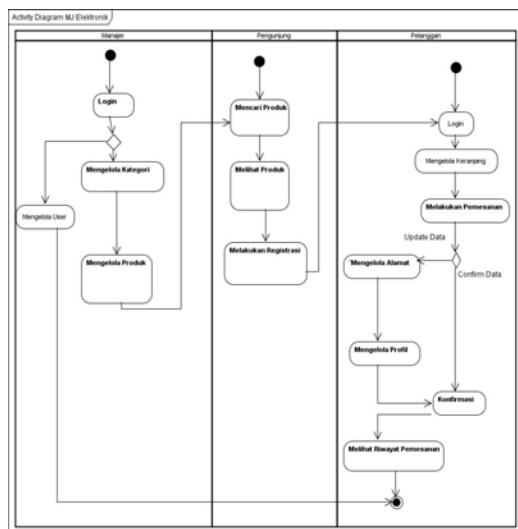 Activity Diagram MJ Elektronik
Manajer
Pengunjung
Pelanggan
Login
Mengelola Kategori
Mengelola User
Mengelola Produk
Mencari Produk
Melihat Produk
Melakukan Registrasi
Login
Mengelola Keranjang
Melakukan Pemesanan
Update Data
Confirm Data
Mengelola Alamat
Mengelola Profil
Konfirmasi
Melihat Riwayat Pemesanan